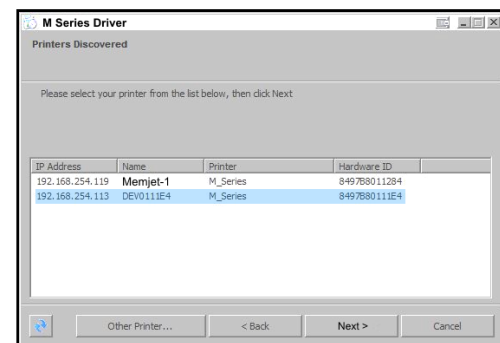 M Series Driver
Printers Discovered
Please select your printer from the list below, then click Next
IP Address Name Printer Hardware ID
192.168.254.119 Memjet-1 M_Series 8497B8011284
192.168.254.113 DEV0111E4 M_Series 8497B80111E4
Other Printer... < Back Next > Cancel